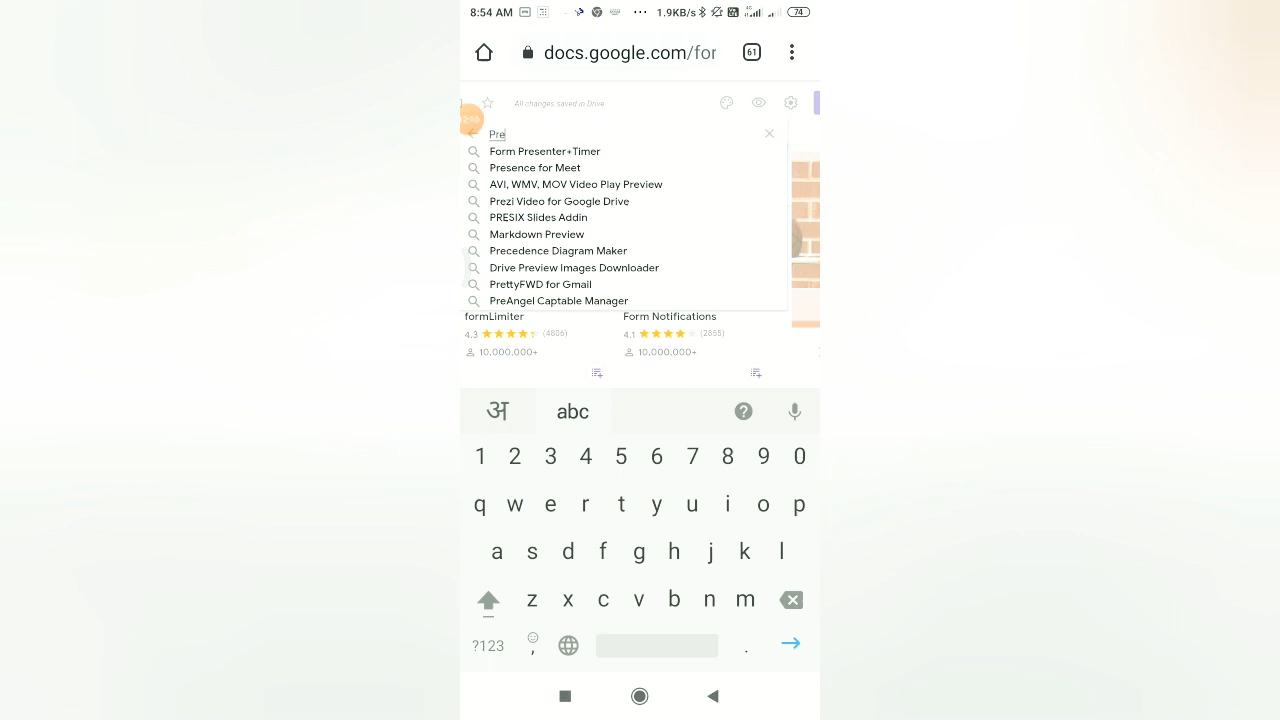 8:54 AM ... 1.9KB/s 4G 74
docs.google.com/for 61
All changes saved in Drive
Pre
Form Presenter+Timer
Presence for Meet
AVI, WMV, MOV Video Play Preview
Prezi Video for Google Drive
PRESIX Slides Addin
Markdown Preview
Precedence Diagram Maker
Drive Preview Images Downloader
PrettyFWD for Gmail
PreAngel Captable Manager
formLimiter Form Notifications
4.3 (4806) 4.1 (2855)
10,000,000+ 10,000,000+
अ abc
1 2 3 4 5 6 7 8 9 0
q w e r t y u i o p
a s d f g h j k l
z x c v b n m
?123 , .